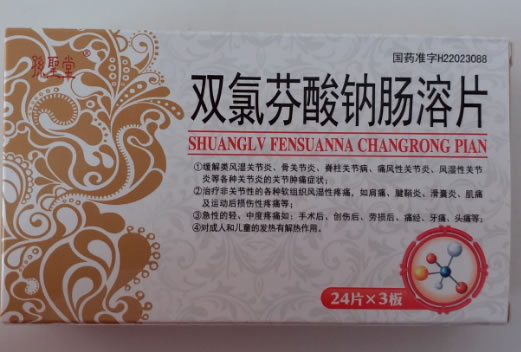 孫聖堂®
国药准字H22023088
双氯芬酸钠肠溶片
SHUANGLV FENSUANNA CHANGRONG PIAN
①缓解类风湿关节炎、骨关节炎、脊柱关节病、痛风性关节炎、风湿性关节
炎等各种关节炎的关节肿痛症状；
②治疗非关节性的各种软组织风湿性疼痛，如肩痛、腱鞘炎、滑囊炎、肌痛
及运动后损伤性疼痛等；
③急性的轻、中度疼痛如：手术后、创伤后、劳损后、痛经、牙痛、头痛等；
④对成人和儿童的发热有解热作用。
24片×3板